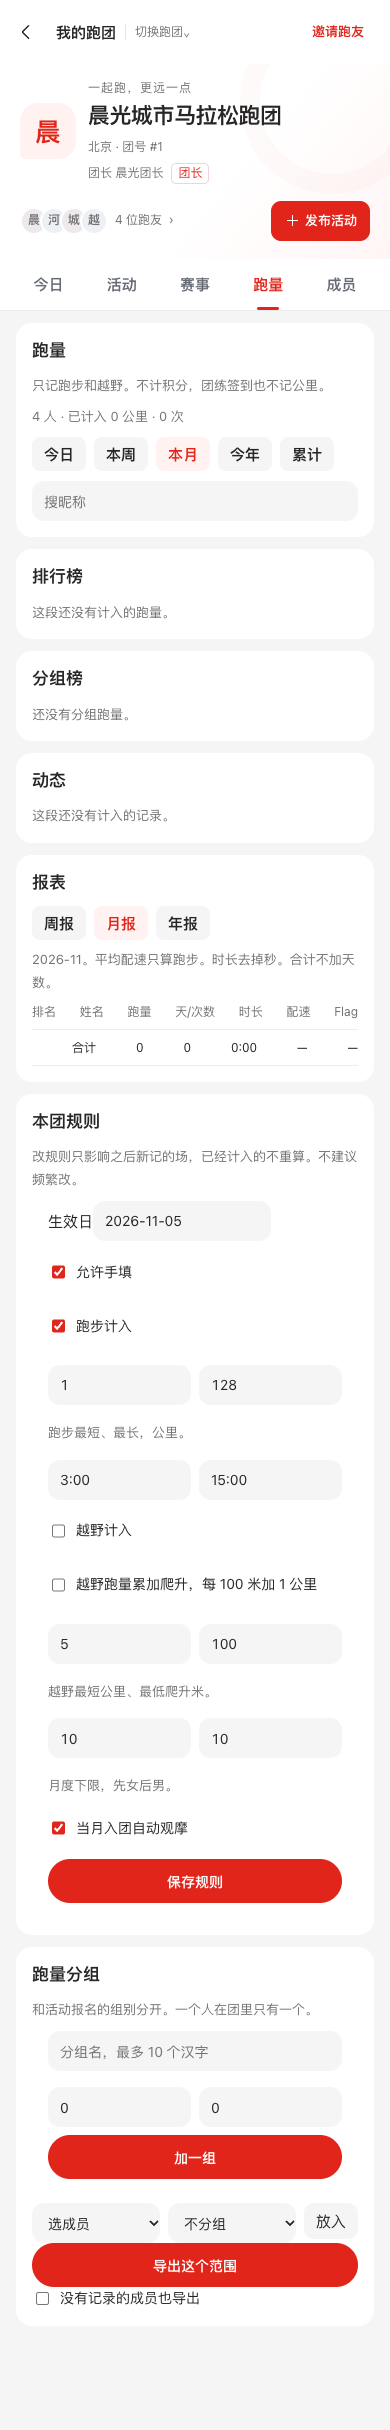 我的跑团 切换跑团 邀请跑友
一起跑，更远一点
晨
晨光城市马拉松跑团
北京 · 团号 #1
团长 晨光团长 团长
晨 河 城 越 4 位跑友 ›
发布活动
今日 活动 赛事 跑量 成员
跑量
只记跑步和越野。不计积分，团练签到也不记公里。
4 人 · 已计入 0 公里 · 0 次
今日 本周 本月 今年 累计
搜昵称
排行榜
这段还没有计入的跑量。
分组榜
还没有分组跑量。
动态
这段还没有计入的记录。
报表
周报 月报 年报
2026-11。平均配速只算跑步。时长去掉秒。合计不加天
数。
排名 姓名 跑量 天/次数 时长 配速 Flag
合计 0 0 0:00 — —
本团规则
改规则只影响之后新记的场，已经计入的不重算。不建议
频繁改。
生效日 2026-11-05
允许手填
跑步计入
1 128
跑步最短、最长，公里。
3:00 15:00
越野计入
越野跑量累加爬升，每 100 米加 1 公里
5 100
越野最短公里、最低爬升米。
10 10
月度下限，先女后男。
当月入团自动观摩
保存规则
跑量分组
和活动报名的组别分开。一个人在团里只有一个。
分组名，最多 10 个汉字
0 0
加一组
选成员 不分组 放入
导出这个范围
没有记录的成员也导出